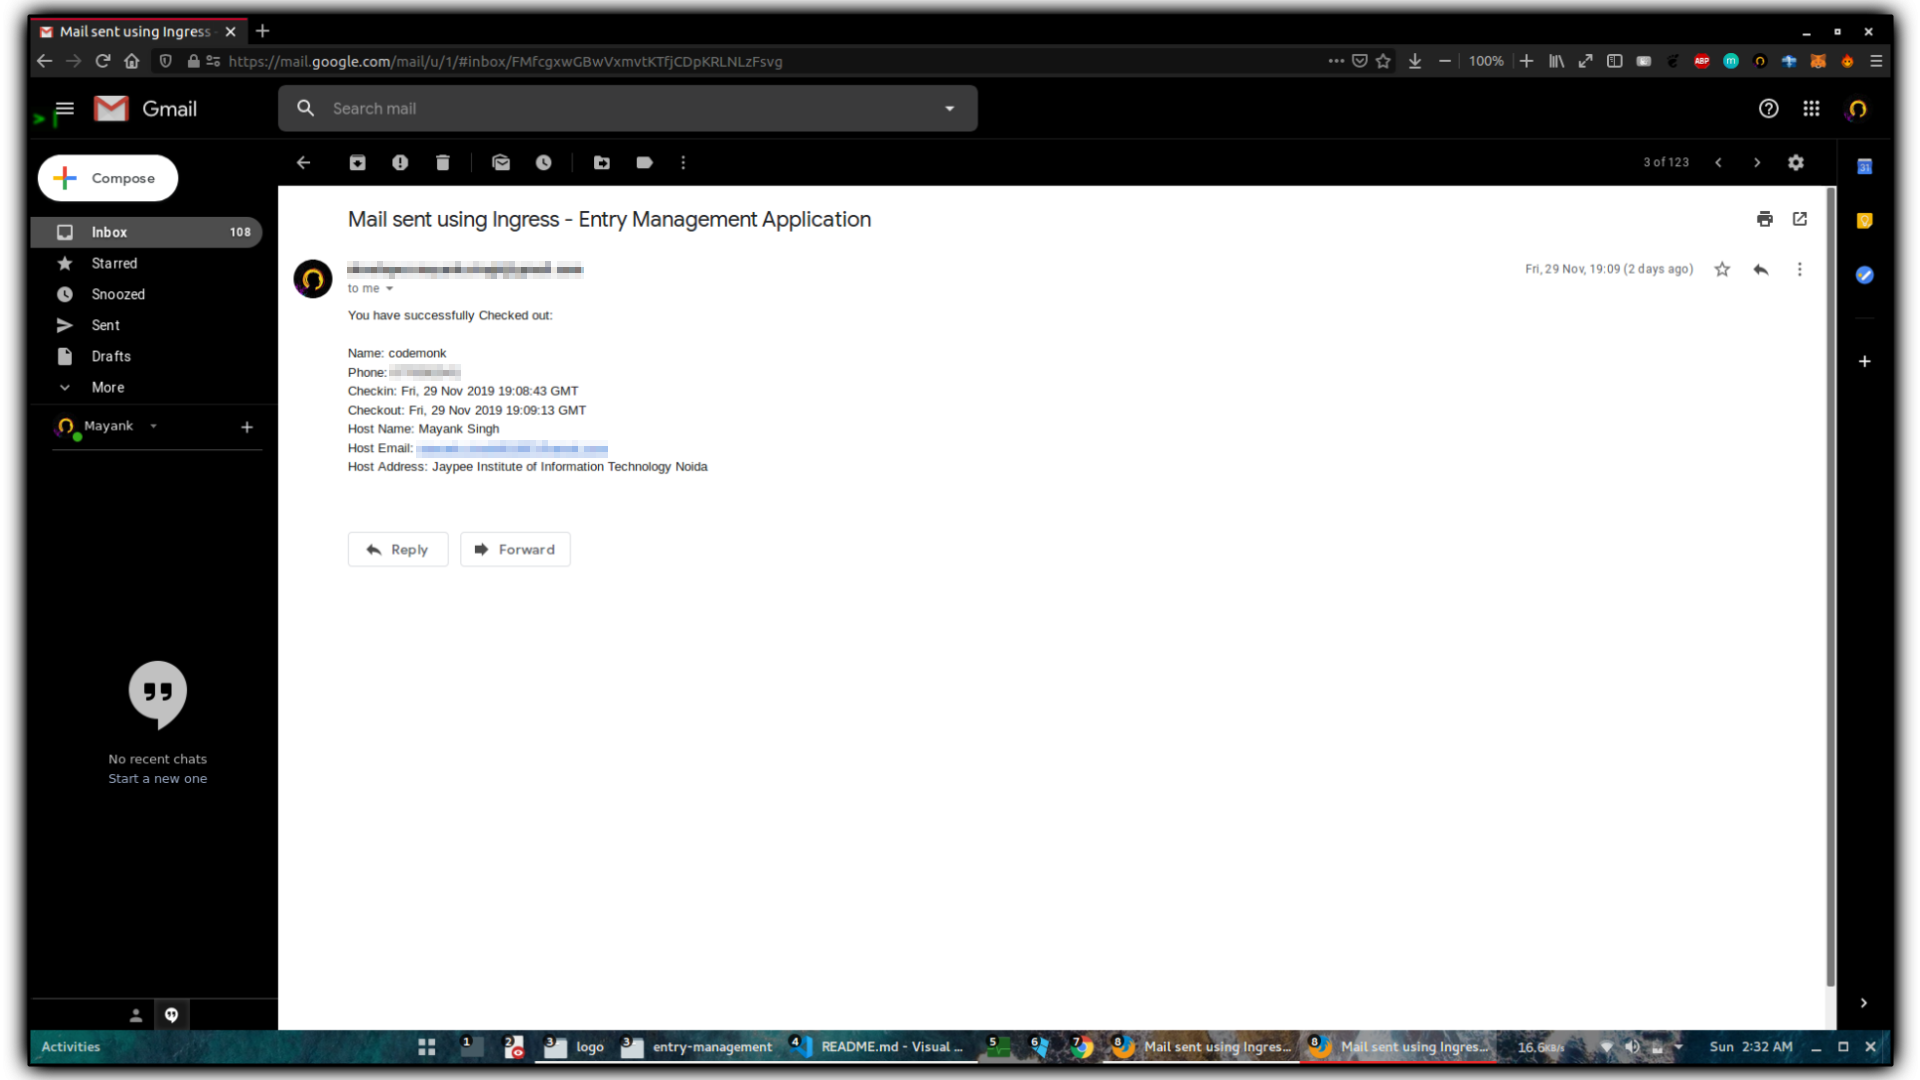 Mail sent using Ingress -
https://mail.google.com/mail/u/1/#inbox/FMfcgxwGBwVxmvtKTfjCDpKRLNLzFsvg
100%
ABP
Gmail
Search mail
Compose
3 of 123
31
Inbox 108
Starred
Snoozed
Sent
Drafts
More
Mayank
No recent chats
Start a new one
Mail sent using Ingress - Entry Management Application
Fri, 29 Nov, 19:09 (2 days ago)
to me
You have successfully Checked out:
Name: codemonk
Phone:
Checkin: Fri, 29 Nov 2019 19:08:43 GMT
Checkout: Fri, 29 Nov 2019 19:09:13 GMT
Host Name: Mayank Singh
Host Email:
Host Address: Jaypee Institute of Information Technology Noida
Reply Forward
Activities 1 2 3 logo 3 entry-management 4 README.md - Visual ... 5 6 7 8 Mail sent using Ingres... 8 Mail sent using Ingres... 16.6KB/s Sun 2:32 AM